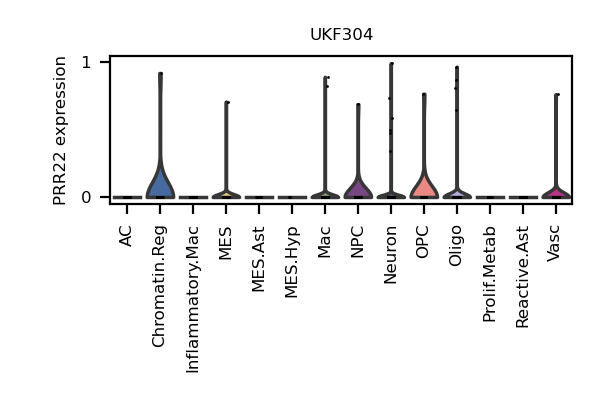 UKF304
PRR22 expression
1
0
AC
Chromatin.Reg
Inflammatory.Mac
MES
MES.Ast
MES.Hyp
Mac
NPC
Neuron
OPC
Oligo
Prolif.Metab
Reactive.Ast
Vasc